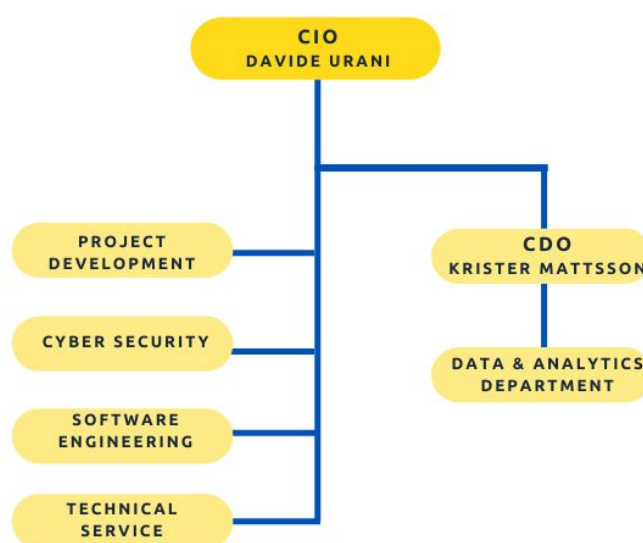 CIO
DAVIDE URANI
PROJECT
DEVELOPMENT
CDO
KRISTER MATTSSON
CYBER SECURITY
DATA & ANALYTICS
DEPARTMENT
SOFTWARE
ENGINEERING
TECHNICAL
SERVICE